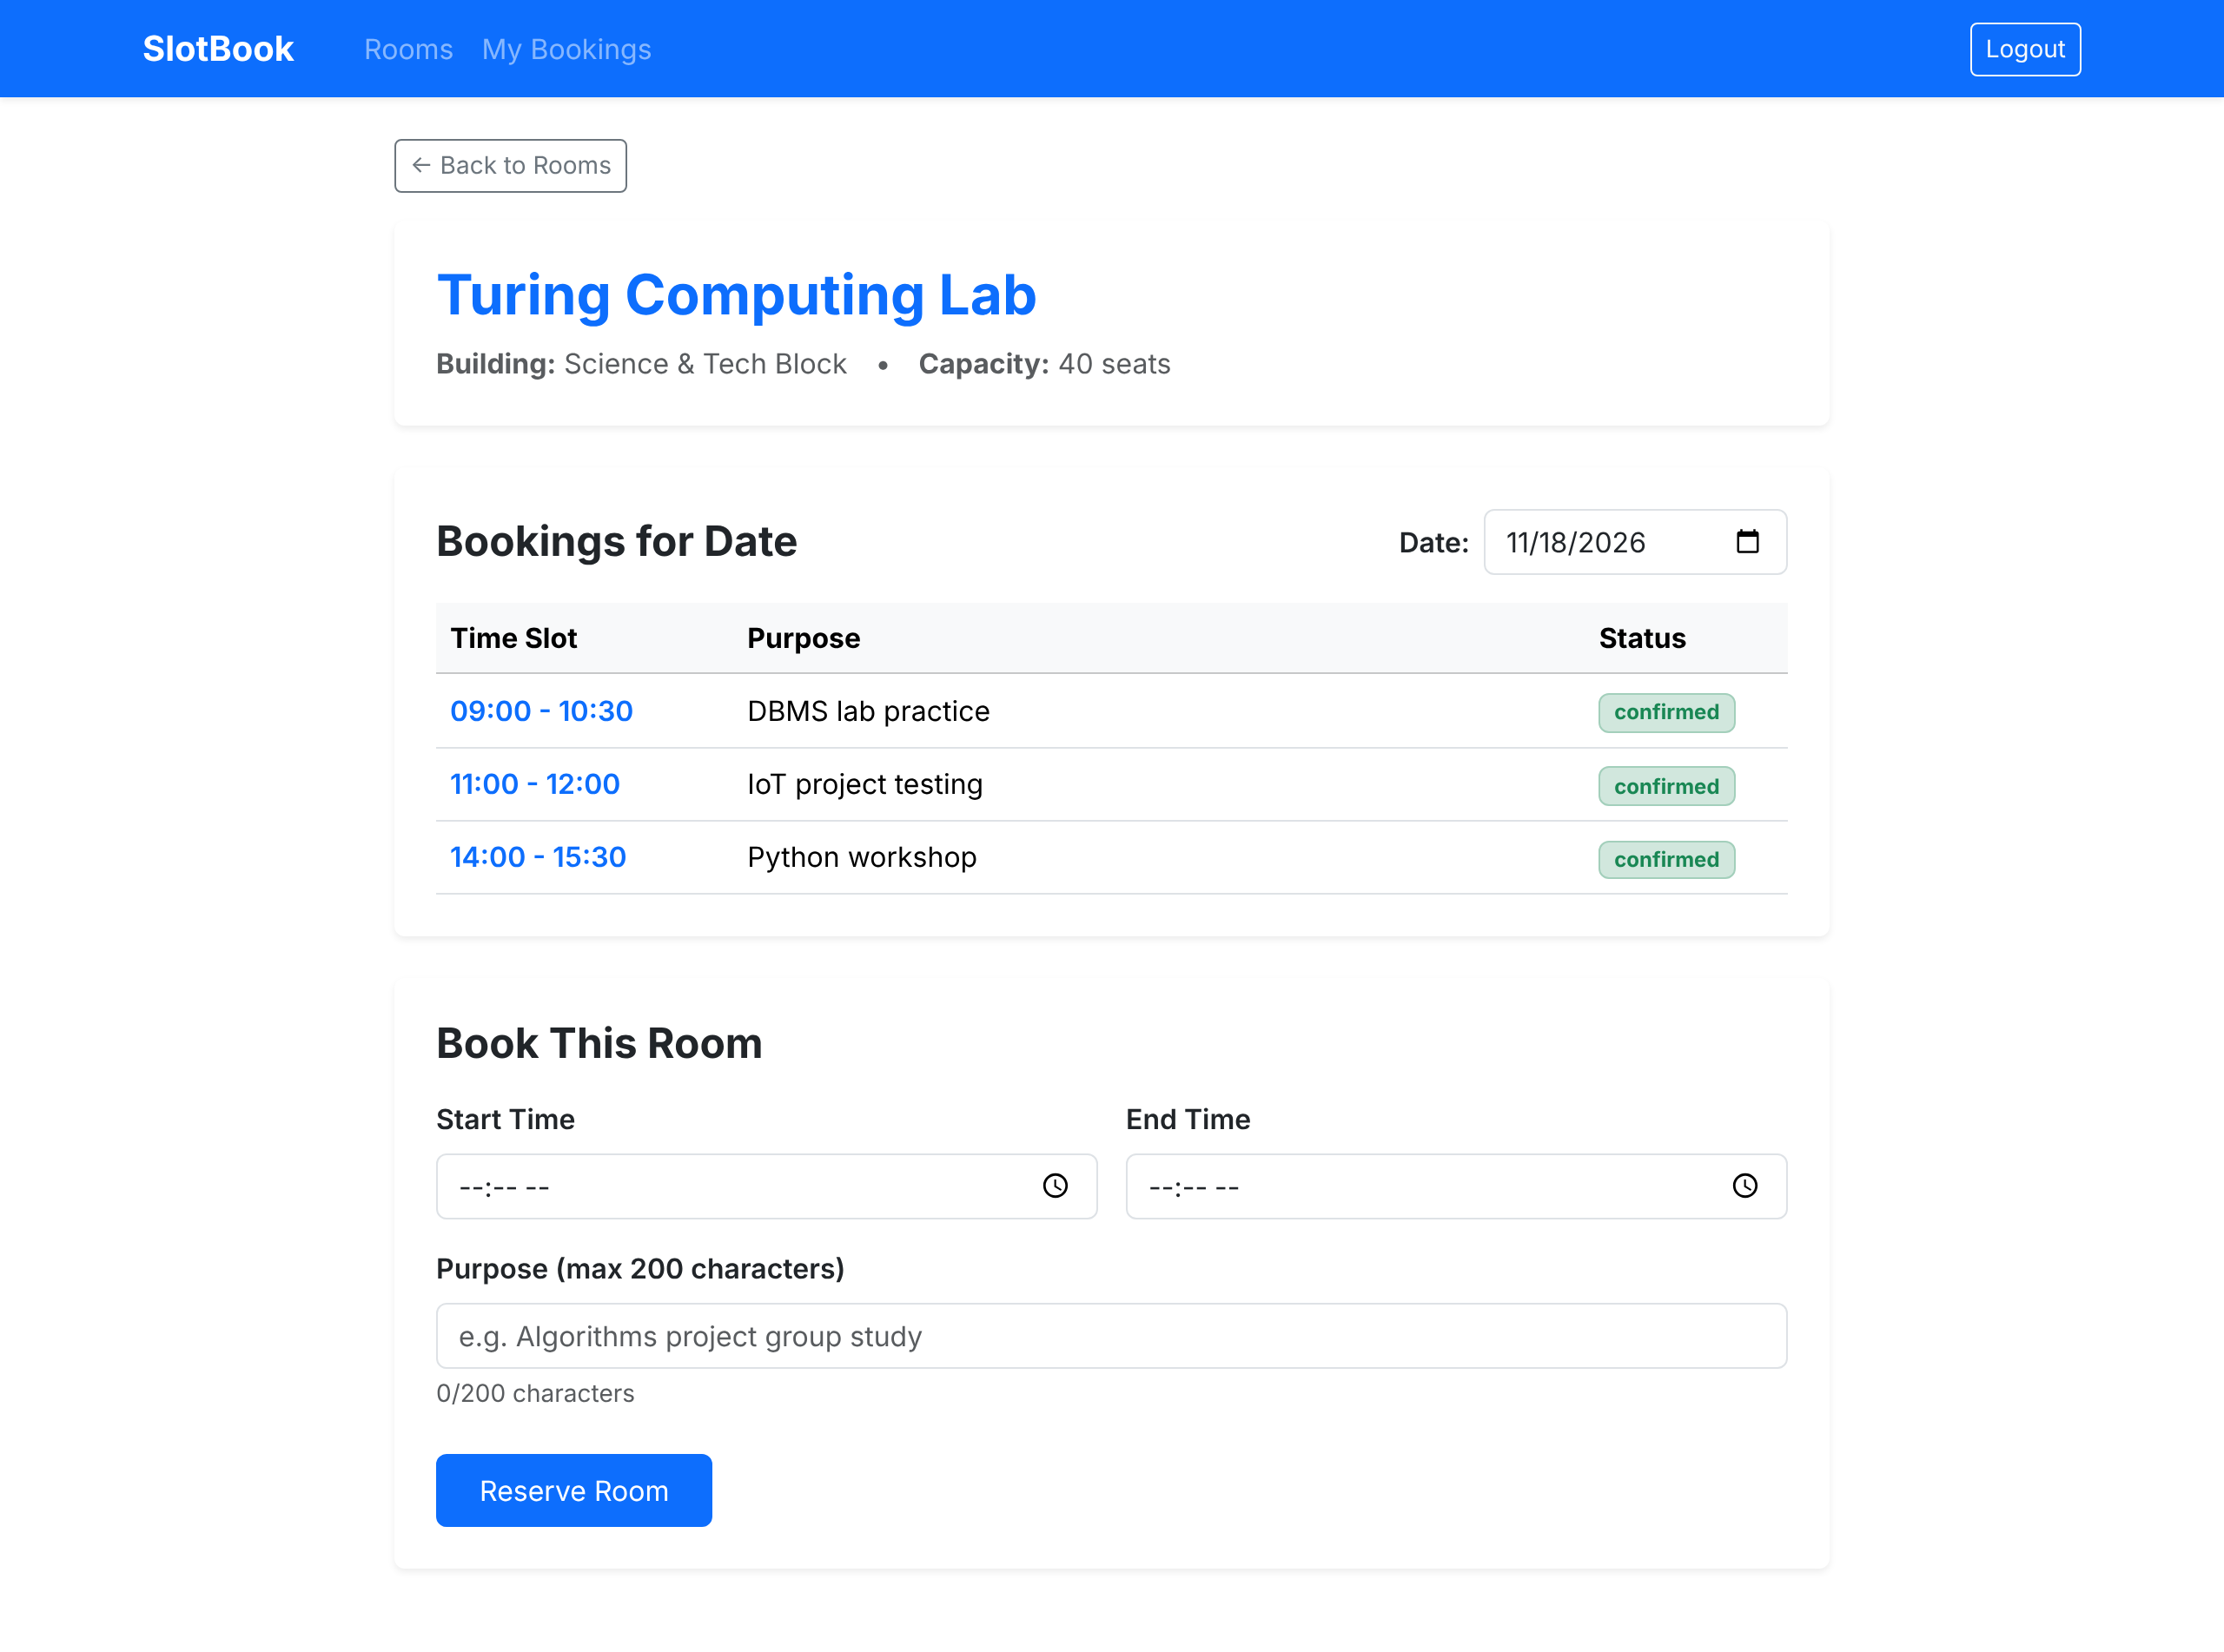 SlotBook Rooms My Bookings Logout
← Back to Rooms
Turing Computing Lab
Building: Science & Tech Block • Capacity: 40 seats
Bookings for Date Date: 11/18/2026
Time Slot Purpose Status
09:00 - 10:30 DBMS lab practice confirmed
11:00 - 12:00 IoT project testing confirmed
14:00 - 15:30 Python workshop confirmed
Book This Room
Start Time End Time
--:-- -- --:-- --
Purpose (max 200 characters)
e.g. Algorithms project group study
0/200 characters
Reserve Room